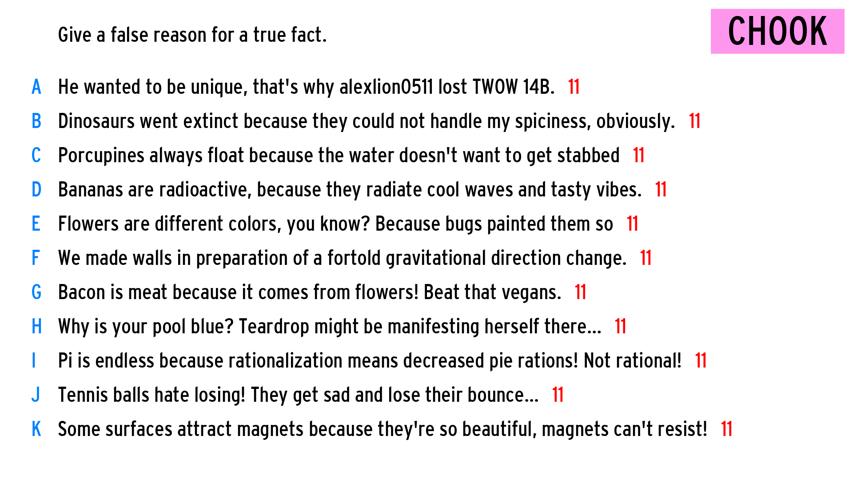 Give a false reason for a true fact.
CHOOK
A He wanted to be unique, that's why alexlion0511 lost TWOW 14B. 11
B Dinosaurs went extinct because they could not handle my spiciness, obviously. 11
C Porcupines always float because the water doesn't want to get stabbed 11
D Bananas are radioactive, because they radiate cool waves and tasty vibes. 11
E Flowers are different colors, you know? Because bugs painted them so 11
F We made walls in preparation of a fortold gravitational direction change. 11
G Bacon is meat because it comes from flowers! Beat that vegans. 11
H Why is your pool blue? Teardrop might be manifesting herself there... 11
I Pi is endless because rationalization means decreased pie rations! Not rational! 11
J Tennis balls hate losing! They get sad and lose their bounce... 11
K Some surfaces attract magnets because they're so beautiful, magnets can't resist! 11